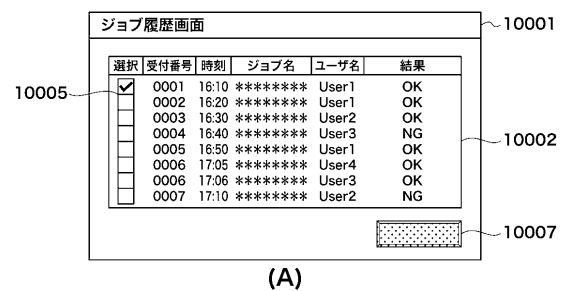 ジョブ履歴画面
10001
選択 受付番号 時刻 ジョブ名 ユーザ名 結果
0001 16:10 ******** User1 OK
10005
0002 16:20 ******** User1 OK
0003 16:30 ******** User2 OK
0004 16:40 ******** User3 NG
10002
0005 16:50 ******** User1 OK
0006 17:05 ******** User4 OK
0006 17:06 ******** User3 OK
0007 17:10 ******** User2 NG
10007
(A)